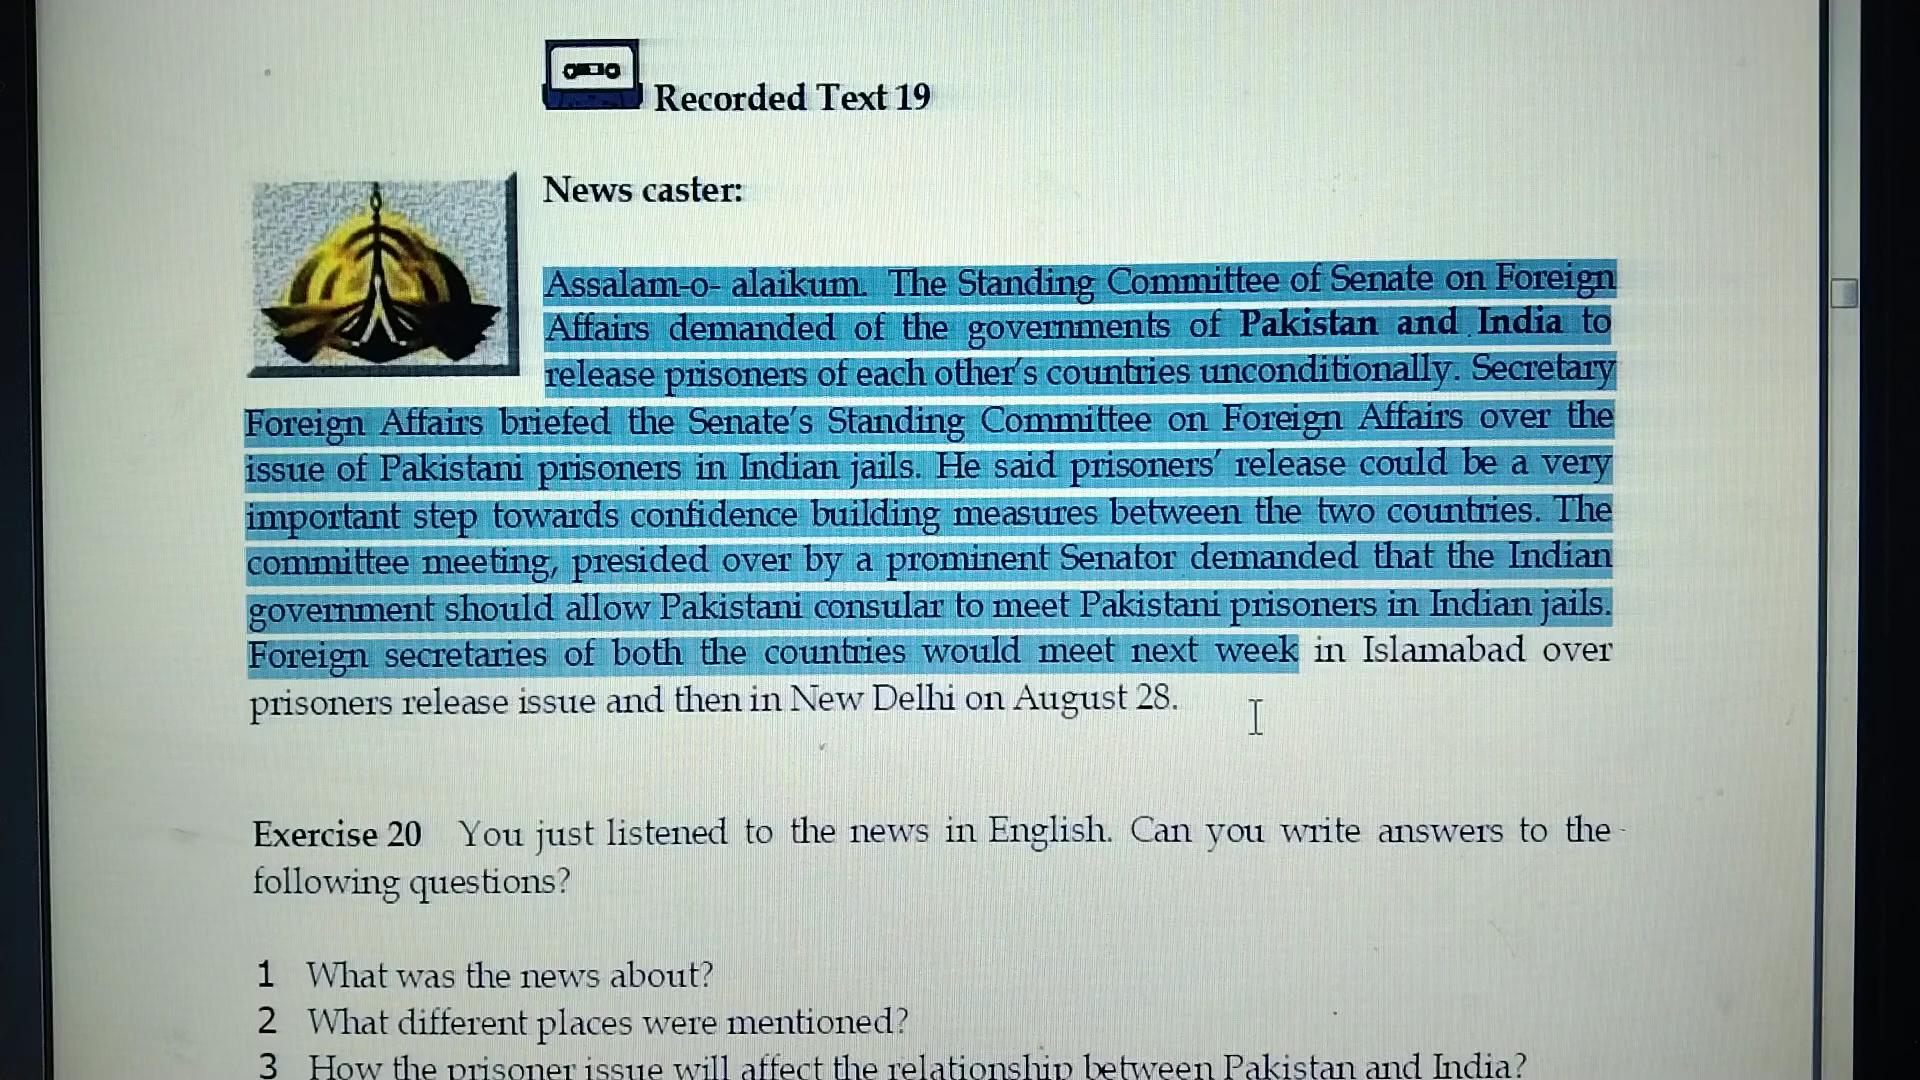 Recorded Text 19
News caster:
Assalam-o- alaikum. The Standing Committee of Senate on Foreign
Affairs demanded of the governments of Pakistan and India to
release prisoners of each other's countries unconditionally. Secretary
Foreign Affairs briefed the Senate's Standing Committee on Foreign Affairs over the
issue of Pakistani prisoners in Indian jails. He said prisoners' release could be a very
important step towards confidence building measures between the two countries. The
committee meeting, presided over by a prominent Senator demanded that the Indian
government should allow Pakistani consular to meet Pakistani prisoners in Indian jails.
Foreign secretaries of both the countries would meet next week in Islamabad over
prisoners release issue and then in New Delhi on August 28.
Exercise 20 You just listened to the news in English. Can you write answers to the
following questions?
1 What was the news about?
2 What different places were mentioned?
3 How the prisoner issue will affect the relationship between Pakistan and India?